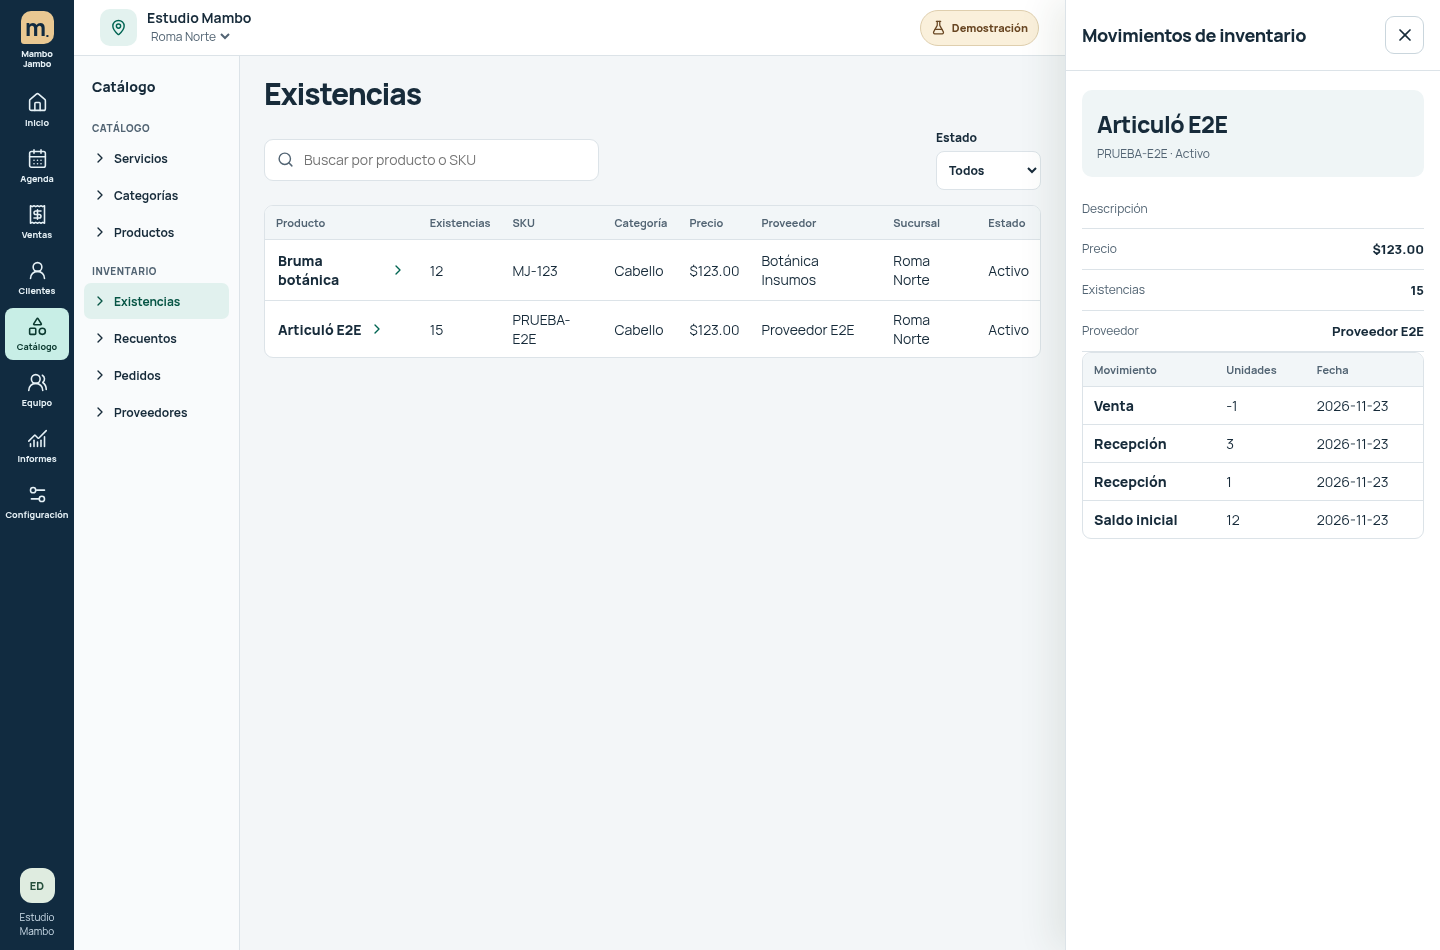 m.
Mambo
Jambo
Inicio
Agenda
Ventas
Clientes
Catálogo
Equipo
Informes
Configuración
ED
Estudio
Mambo
Estudio Mambo
Roma Norte
Demostración
Catálogo
CATÁLOGO
Servicios
Categorías
Productos
INVENTARIO
Existencias
Recuentos
Pedidos
Proveedores
Existencias
Buscar por producto o SKU
Estado
Todos
Producto Existencias SKU Categoría Precio Proveedor Sucursal Estado
Bruma botánica 12 MJ-123 Cabello $123.00 Botánica Insumos Roma Norte Activo
Articuló E2E 15 PRUEBA-E2E Cabello $123.00 Proveedor E2E Roma Norte Activo
Movimientos de inventario
Articuló E2E
PRUEBA-E2E · Activo
Descripción
Precio $123.00
Existencias 15
Proveedor Proveedor E2E
Movimiento Unidades Fecha
Venta -1 2026-11-23
Recepción 3 2026-11-23
Recepción 1 2026-11-23
Saldo inicial 12 2026-11-23